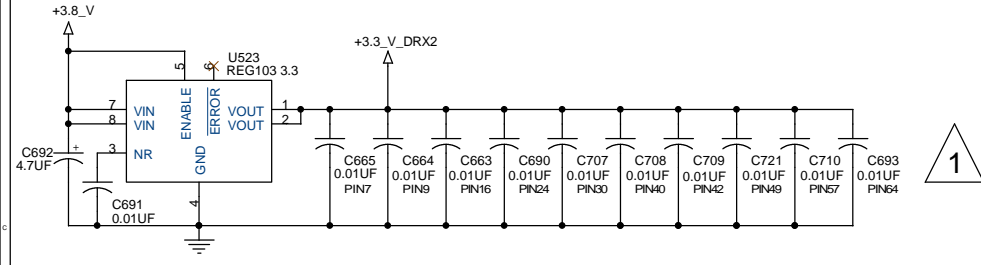 +3.8_V
+3.3_V_DRX2
U523
REG103 3.3
5
6
7
VIN
8
VIN
3
NR
ENABLE
ERROR
GND
VOUT
1
VOUT
2
4
C692
4.7UF
+
C691
0.01UF
C665
0.01UF
PIN7
C664
0.01UF
PIN9
C663
0.01UF
PIN16
C690
0.01UF
PIN24
C707
0.01UF
PIN30
C708
0.01UF
PIN40
C709
0.01UF
PIN42
C721
0.01UF
PIN49
C710
0.01UF
PIN57
C693
0.01UF
PIN64
1
c